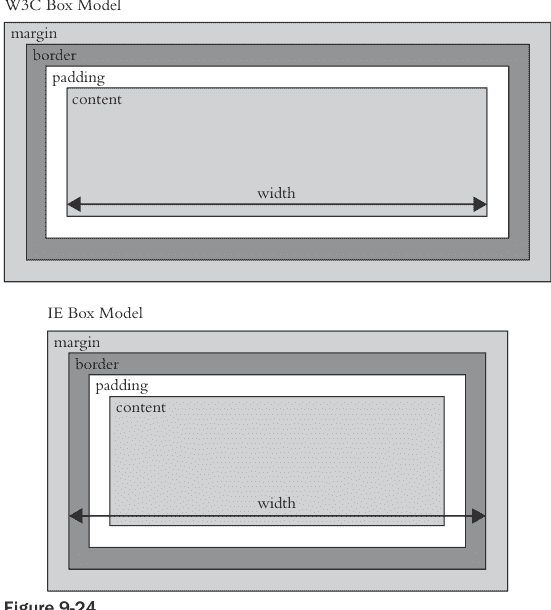 W3C Box Model
margin
border
padding
content
width
IE Box Model
margin
border
padding
content
width
Figure 9-24